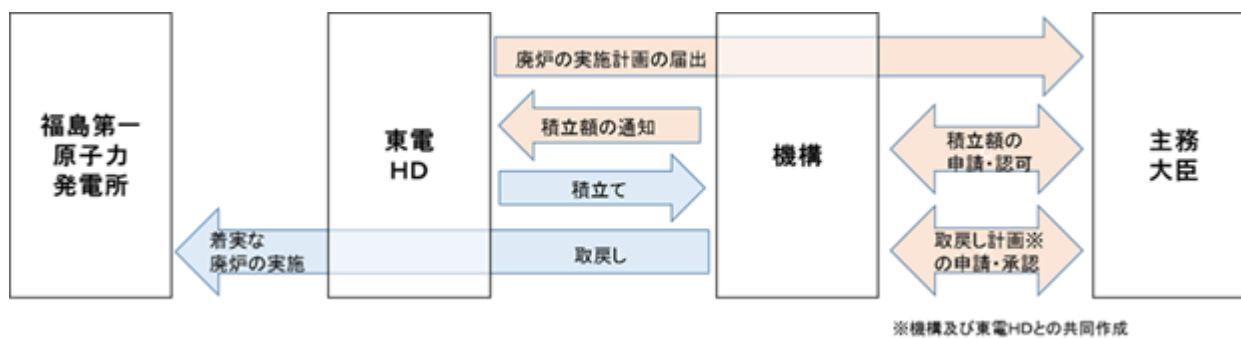 廃炉の実施計画の届出
福島第一
原子力
発電所
東電
HD
積立額の通知
機構
積立額の
申請・認可
主務
大臣
積立て
着実な
廃炉の実施
取戻し
取戻し計画※
の申請・承認
※機構及び東電HDとの共同作成